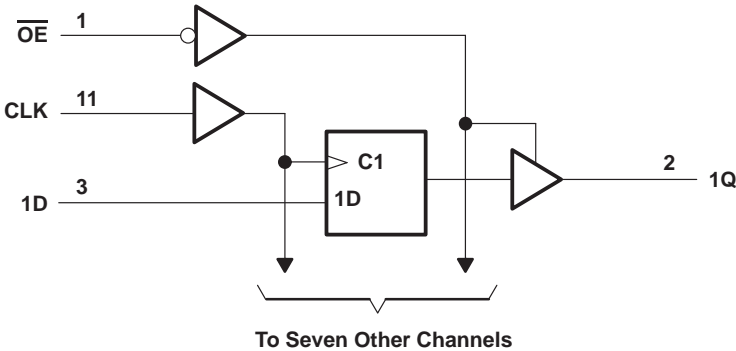 OE 1
CLK 11
C1
1D 3
1D
2 1Q
To Seven Other Channels